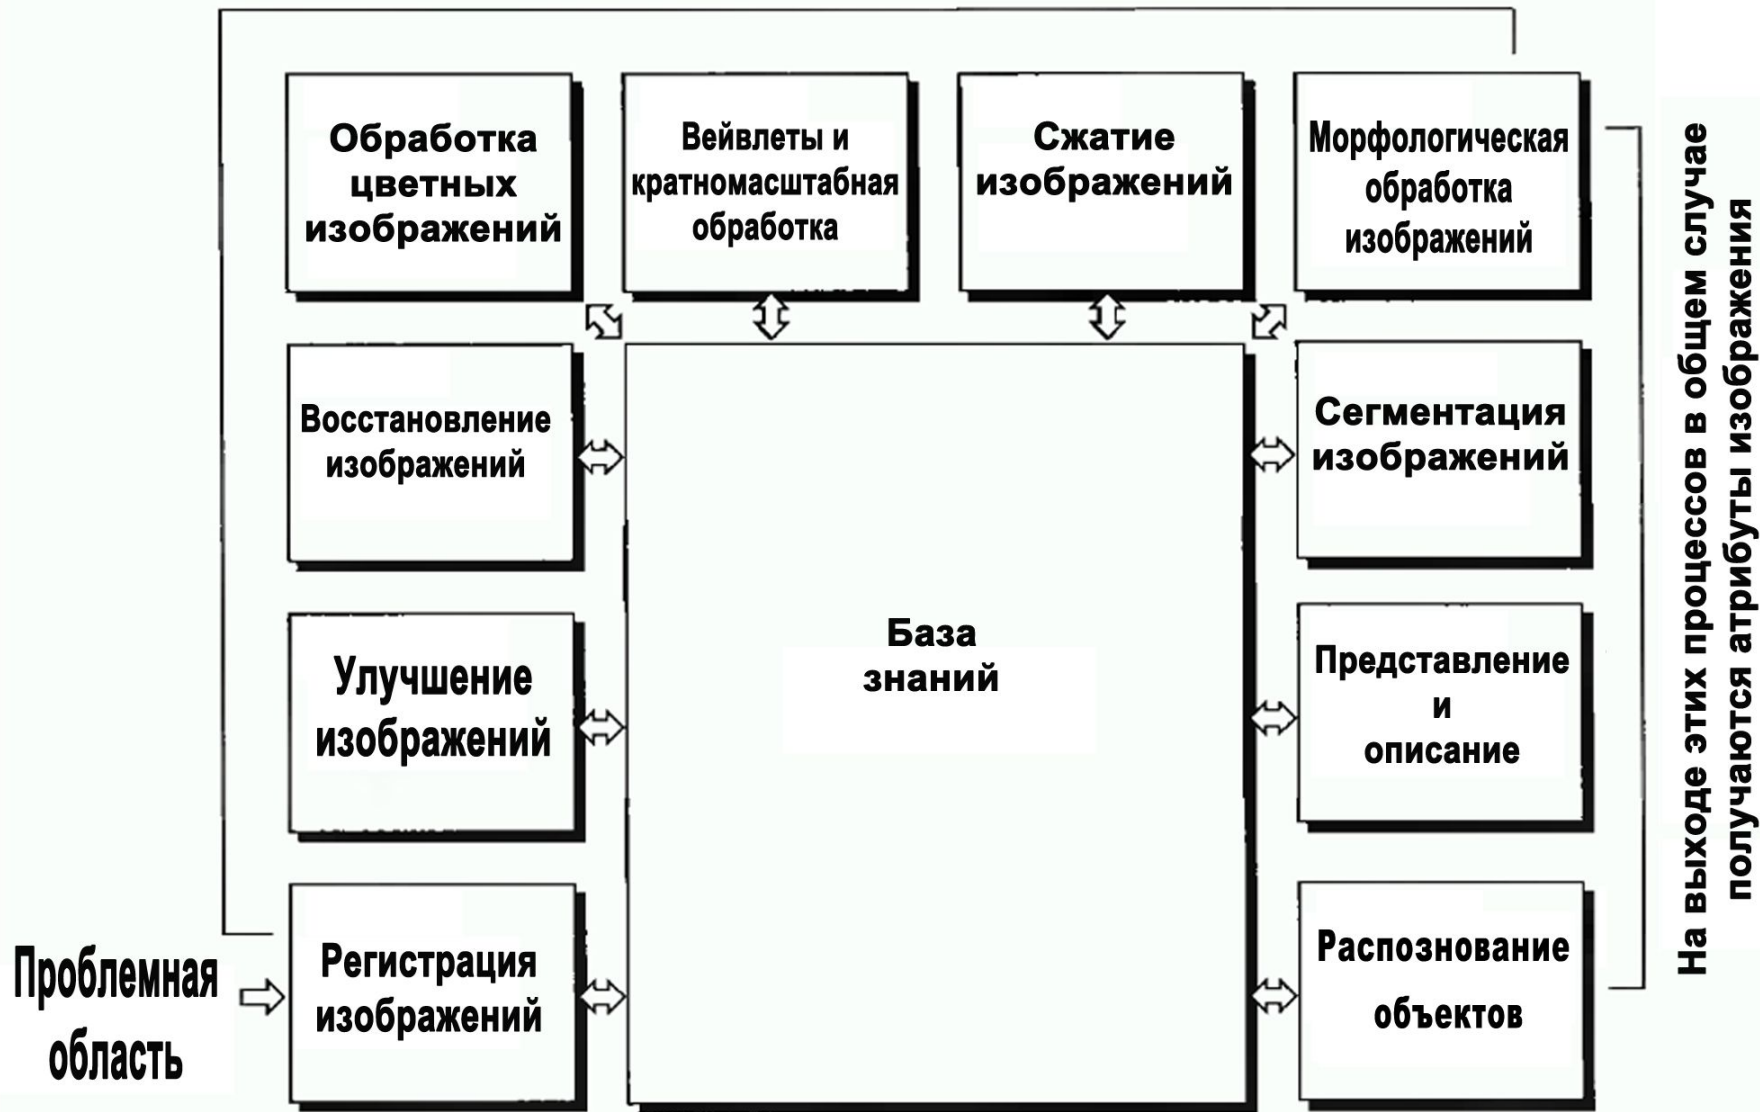 Обработка
цветных
изображений
Вейвлеты и
кратномасштабная
обработка
Сжатие
изображений
Морфологическая
обработка
изображений
Восстановление
изображений
Сегментация
изображений
Улучшение
изображений
База
знаний
Представление
и
описание
Проблемная
область
Регистрация
изображений
Распознование
объектов
На выходе этих процессов в общем случае
получаются атрибуты изображения